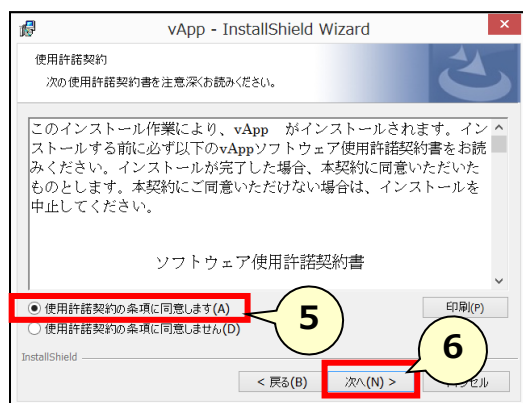 vApp - InstallShield Wizard
使用許諾契約
次の使用許諾契約書を注意深くお読みください。
このインストール作業により、vApp がインストールされます。イン
ストールする前に必ず以下のvAppソフトウェア使用許諾契約書をお読
みください。インストールが完了した場合、本契約に同意いただいた
ものとします。本契約にご同意いただけない場合は、インストールを
中止してください。
ソフトウェア使用許諾契約書
使用許諾契約の条項に同意します(A)
5
印刷(P)
使用許諾契約の条項に同意しません(D)
6
InstallShield
< 戻る(B)
次へ(N) >